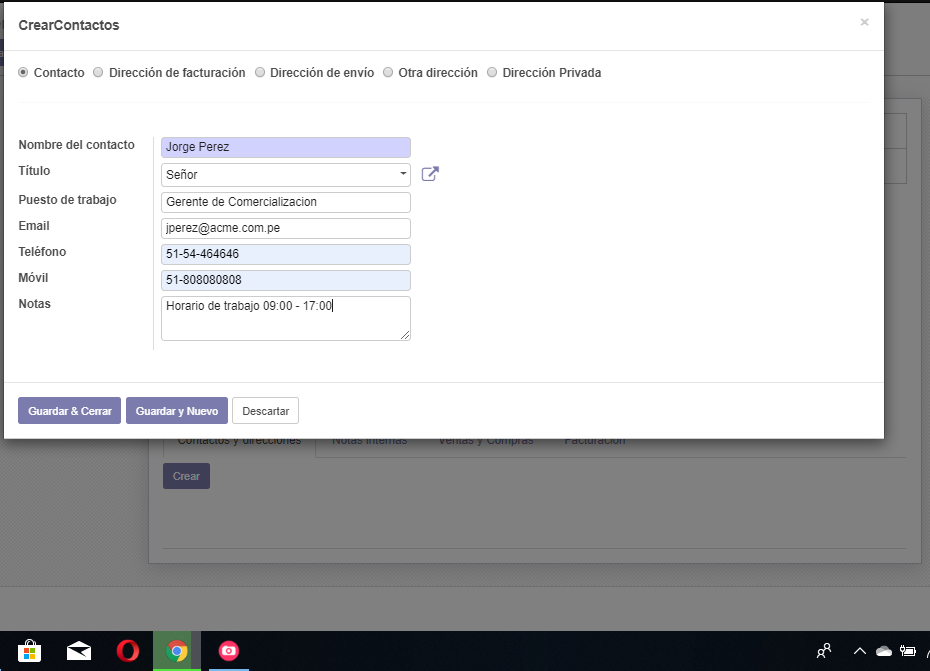 CrearContactos
×
Contacto Dirección de facturación Dirección de envío Otra dirección Dirección Privada
Nombre del contacto Jorge Perez
Título Señor
Puesto de trabajo Gerente de Comercializacion
Email jperez@acme.com.pe
Teléfono 51-54-464646
Móvil 51-808080808
Notas Horario de trabajo 09:00 - 17:00
Guardar & Cerrar Guardar y Nuevo Descartar
Contactos y direcciones Notas Internas Ventas y Compras Facturación
Crear